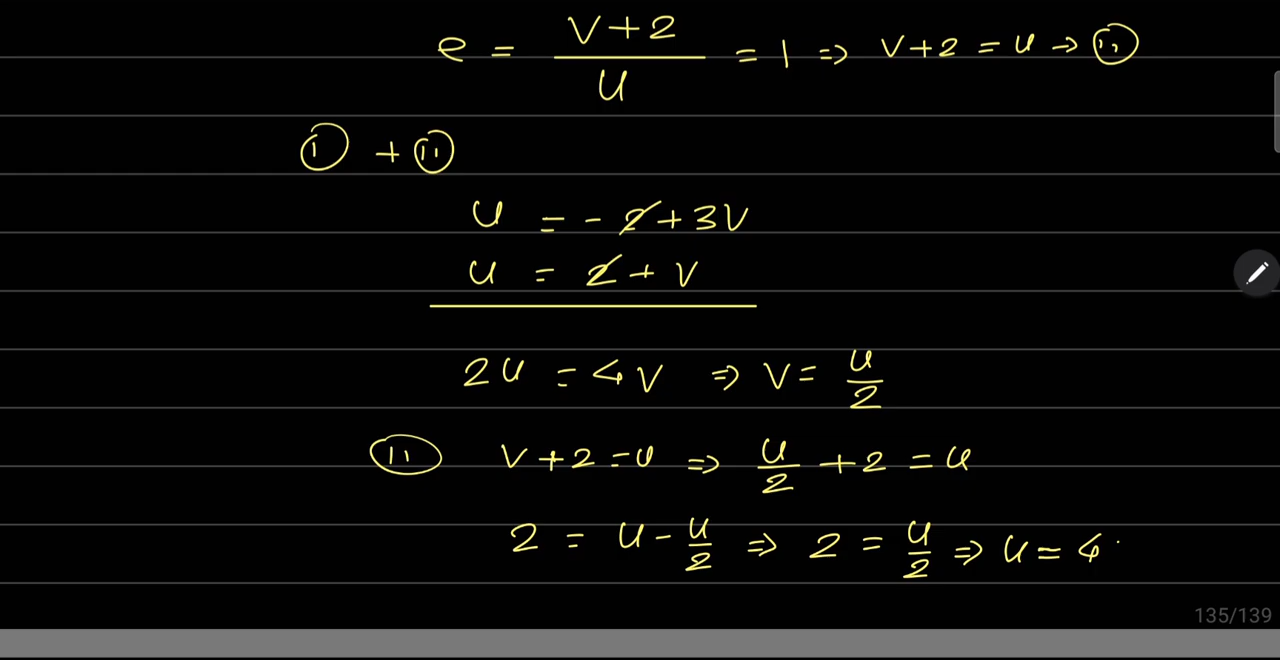 e = V+2/u = 1 ⇒ V+2 = u → (ii)
(i) + (ii)
u = -2+3V
u = 2+V
2u = 4V ⇒ V = u/2
(ii) V+2=u ⇒ u/2 +2 = u
2 = u - u/2 ⇒ 2 = u/2 ⇒ u = 4.
135/139